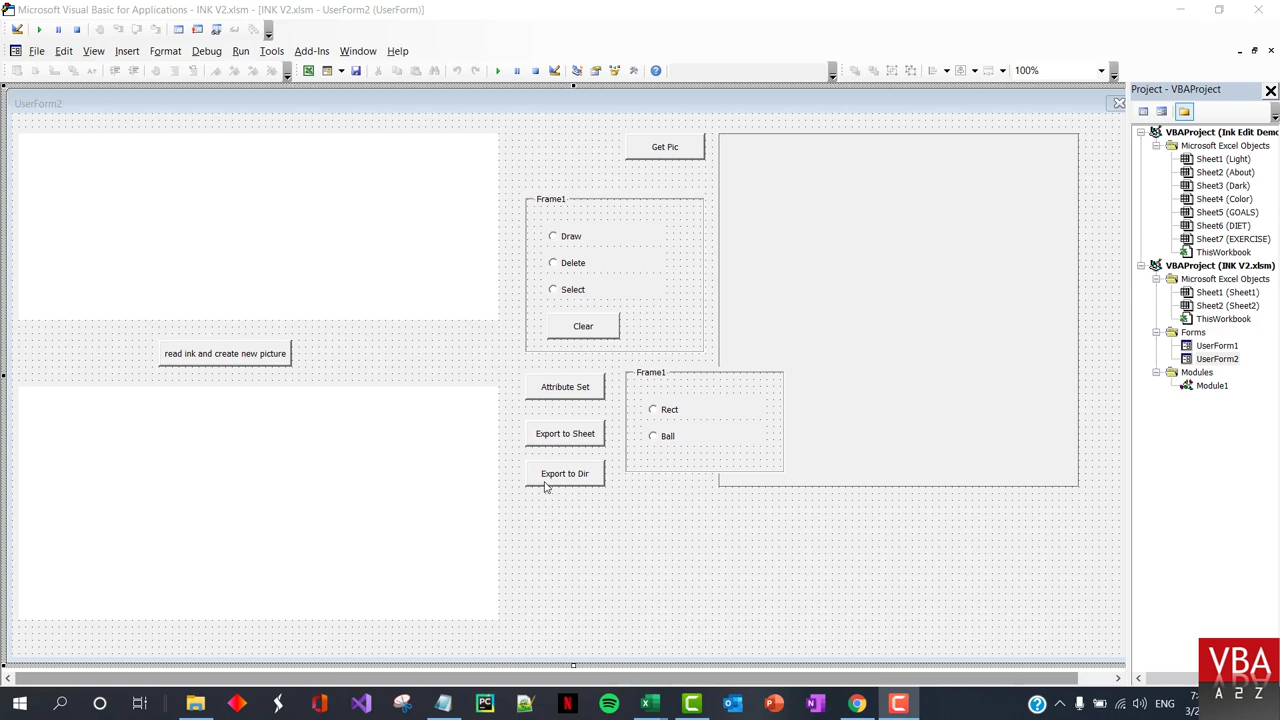 Microsoft Visual Basic for Applications - INK V2.xlsm - [INK V2.xlsm - UserForm2 (UserForm)]
File Edit View Insert Format Debug Run Tools Add-Ins Window Help
100%
UserForm2
Get Pic
Frame1
Draw
Delete
Select
Clear
read ink and create new picture
Attribute Set
Export to Sheet
Export to Dir
Frame1
Rect
Ball
Project - VBAProject
VBAProject (Ink Edit Demo
Microsoft Excel Objects
Sheet1 (Light)
Sheet2 (About)
Sheet3 (Dark)
Sheet4 (Color)
Sheet5 (GOALS)
Sheet6 (DIET)
Sheet7 (EXERCISE)
ThisWorkbook
VBAProject (INK V2.xlsm)
Microsoft Excel Objects
Sheet1 (Sheet1)
Sheet2 (Sheet2)
ThisWorkbook
Forms
UserForm1
UserForm2
Modules
Module1
VBA
A 2 Z
ENG
7:
3/2